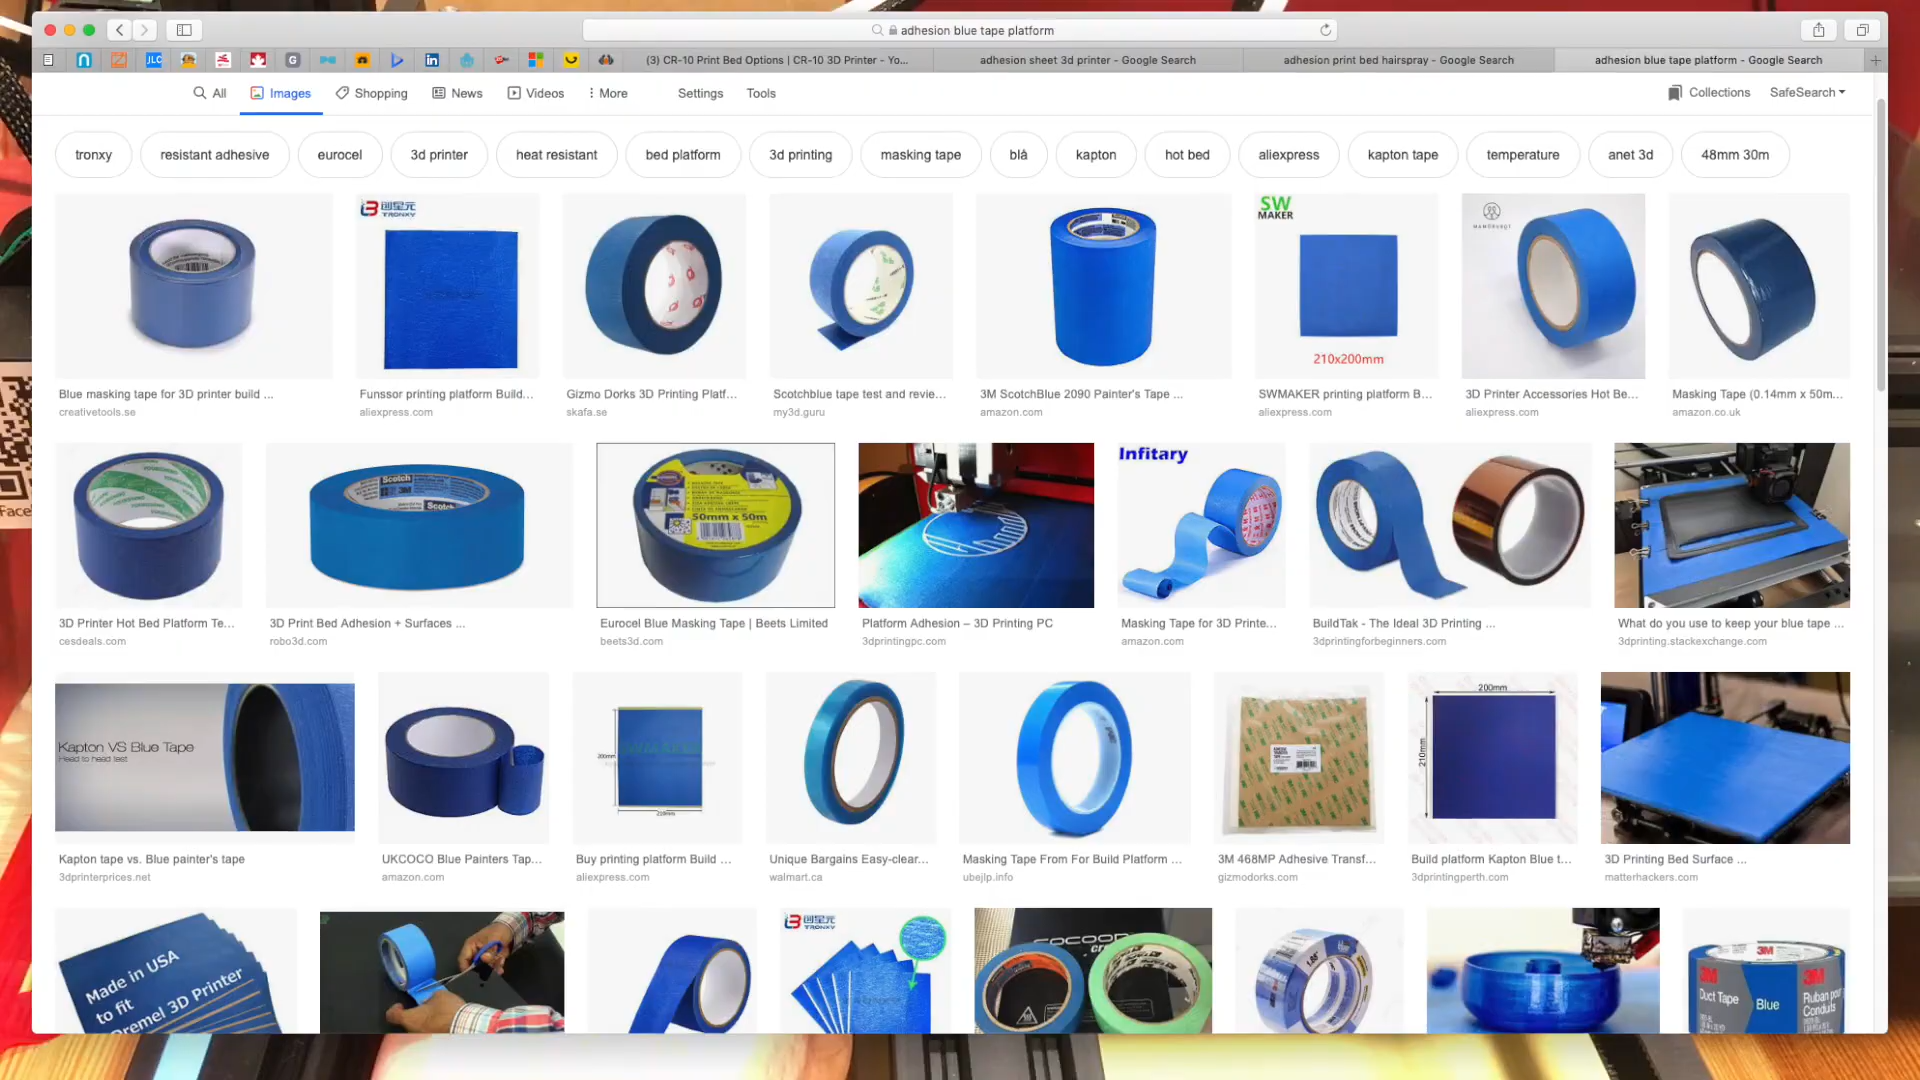 adhesion blue tape platform
(3) CR-10 Print Bed Options | CR-10 3D Printer - Yo...
adhesion sheet 3d printer - Google Search
adhesion print bed hairspray - Google Search
adhesion blue tape platform - Google Search
All
Images
Shopping
News
Videos
More
Settings
Tools
Collections
SafeSearch
tronxy
resistant adhesive
eurocel
3d printer
heat resistant
bed platform
3d printing
masking tape
blå
kapton
hot bed
aliexpress
kapton tape
temperature
anet 3d
48mm 30m
创星元
TRONXY
SW
MAKER
210x200mm
Blue masking tape for 3D printer build ...
creativetools.se
Funssor printing platform Build...
aliexpress.com
Gizmo Dorks 3D Printing Platf...
skafa.se
Scotchblue tape test and revie...
my3d.guru
3M ScotchBlue 2090 Painter's Tape ...
amazon.com
SWMAKER printing platform B...
aliexpress.com
3D Printer Accessories Hot Be...
aliexpress.com
Masking Tape (0.14mm x 50m...
amazon.co.uk
Scotch
Scotch
50mm x 50m
Infitary
3D Printer Hot Bed Platform Te...
cesdeals.com
3D Print Bed Adhesion + Surfaces ...
robo3d.com
Eurocel Blue Masking Tape | Beets Limited
beets3d.com
Platform Adhesion – 3D Printing PC
3dprintingpc.com
Masking Tape for 3D Printe...
amazon.com
BuildTak - The Ideal 3D Printing ...
3dprintingforbeginners.com
What do you use to keep your blue tape ...
3dprinting.stackexchange.com
Kapton VS Blue Tape
Head to head test
200mm
210mm
Kapton tape vs. Blue painter's tape
3dprinterprices.net
UKCOCO Blue Painters Tap...
amazon.com
Buy printing platform Build ...
aliexpress.com
Unique Bargains Easy-clear...
walmart.ca
Masking Tape From For Build Platform ...
ubejlp.info
3M 468MP Adhesive Transf...
gizmodorks.com
Build platform Kapton Blue t...
3dprintingperth.com
3D Printing Bed Surface ...
matterhackers.com
Made in USA
to fit
Dremel 3D Printer
创星元
TRONXY
3M
3M
Duct Tape
Blue
Ruban pour
Conduits